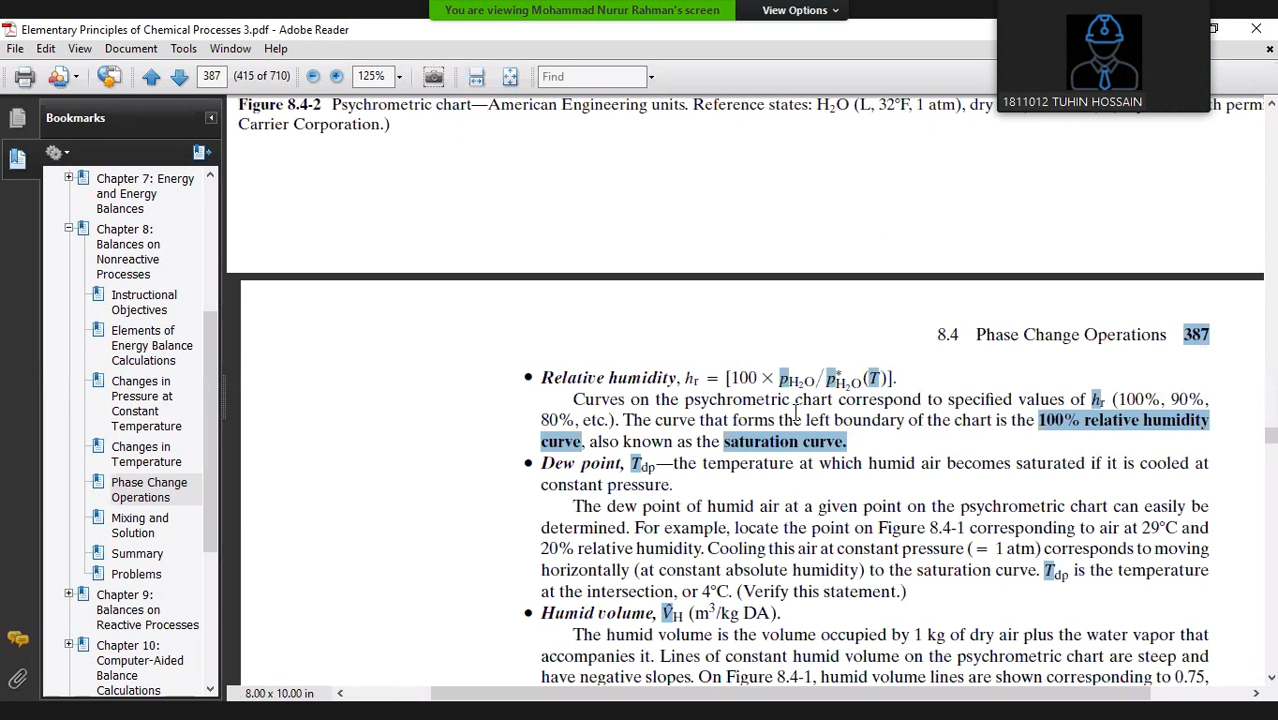 You are viewing Mohammad Nurur Rahman's screen
View Options
Elementary Principles of Chemical Processes 3.pdf - Adobe Reader
File Edit View Document Tools Window Help
387 (415 of 710) 125% Find
1811012 TUHIN HOSSAIN
Bookmarks
Chapter 7: Energy
and Energy
Balances
Chapter 8:
Balances on
Nonreactive
Processes
Instructional
Objectives
Elements of
Energy Balance
Calculations
Changes in
Pressure at
Constant
Temperature
Changes in
Temperature
Phase Change
Operations
Mixing and
Solution
Summary
Problems
Chapter 9:
Balances on
Reactive Processes
Chapter 10:
Computer-Aided
Balance
Calculations
Figure 8.4-2 Psychrometric chart—American Engineering units. Reference states: H₂O (L, 32°F, 1 atm), dry
Carrier Corporation.)
8.4 Phase Change Operations 387
• Relative humidity, hr = [100 × pH₂O/p*H₂O(T)].
Curves on the psychrometric chart correspond to specified values of hr (100%, 90%,
80%, etc.). The curve that forms the left boundary of the chart is the 100% relative humidity
curve, also known as the saturation curve.
• Dew point, Tdp—the temperature at which humid air becomes saturated if it is cooled at
constant pressure.
The dew point of humid air at a given point on the psychrometric chart can easily be
determined. For example, locate the point on Figure 8.4-1 corresponding to air at 29°C and
20% relative humidity. Cooling this air at constant pressure (= 1 atm) corresponds to moving
horizontally (at constant absolute humidity) to the saturation curve. Tdp is the temperature
at the intersection, or 4°C. (Verify this statement.)
• Humid volume, V̂H (m³/kg DA).
The humid volume is the volume occupied by 1 kg of dry air plus the water vapor that
accompanies it. Lines of constant humid volume on the psychrometric chart are steep and
have negative slopes. On Figure 8.4-1, humid volume lines are shown corresponding to 0.75,
8.00 x 10.00 in